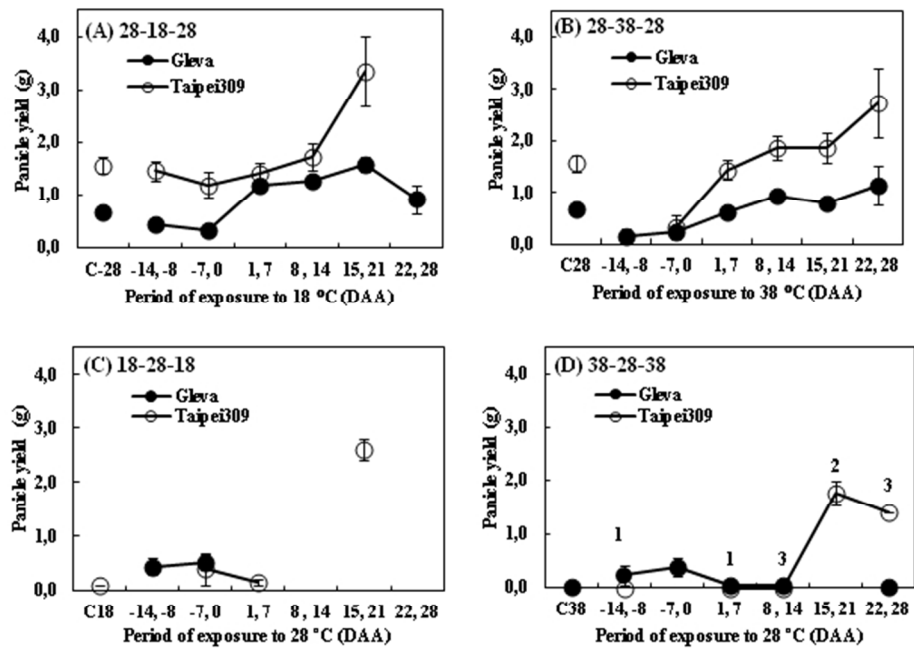 (A) 28-18-28
Gleva
Taipei309
Panicle yield (g)
4,0
3,0
2,0
1,0
0,0
C-28 -14, -8 -7, 0 1, 7 8, 14 15, 21 22, 28
Period of exposure to 18 °C (DAA)
(B) 28-38-28
Gleva
Taipei309
Panicle yield (g)
4,0
3,0
2,0
1,0
0,0
C28 -14, -8 -7, 0 1, 7 8, 14 15, 21 22, 28
Period of exposure to 38 °C (DAA)
(C) 18-28-18
Gleva
Taipei309
Panicle yield (g)
4,0
3,0
2,0
1,0
0,0
C18 -14, -8 -7, 0 1, 7 8, 14 15, 21 22, 28
Period of exposure to 28 °C (DAA)
(D) 38-28-38
Gleva
Taipei309
Panicle yield (g)
4,0
3,0
2,0
1,0
0,0
1 1 3 2 3
C38 -14, -8 -7, 0 1, 7 8, 14 15, 21 22, 28
Period of exposure to 28 °C (DAA)